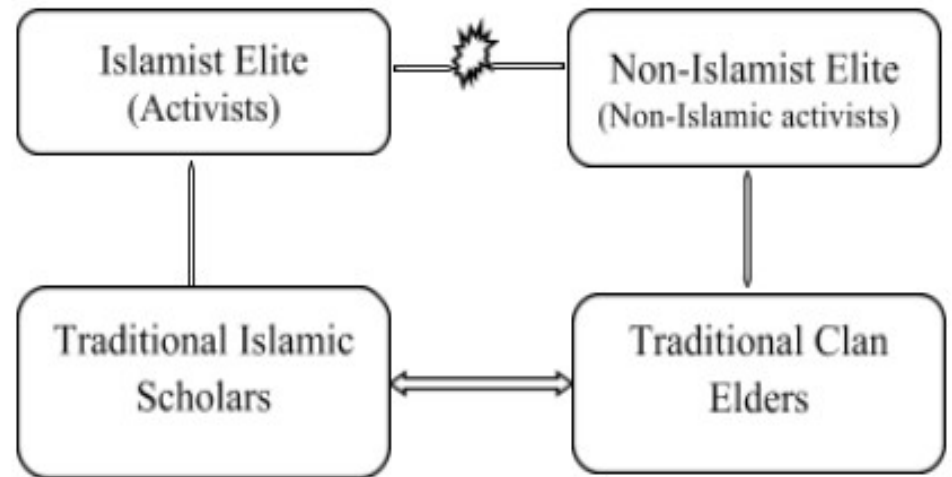 Islamist Elite
(Activists)
Non-Islamist Elite
(Non-Islamic activists)
Traditional Islamic
Scholars
Traditional Clan
Elders